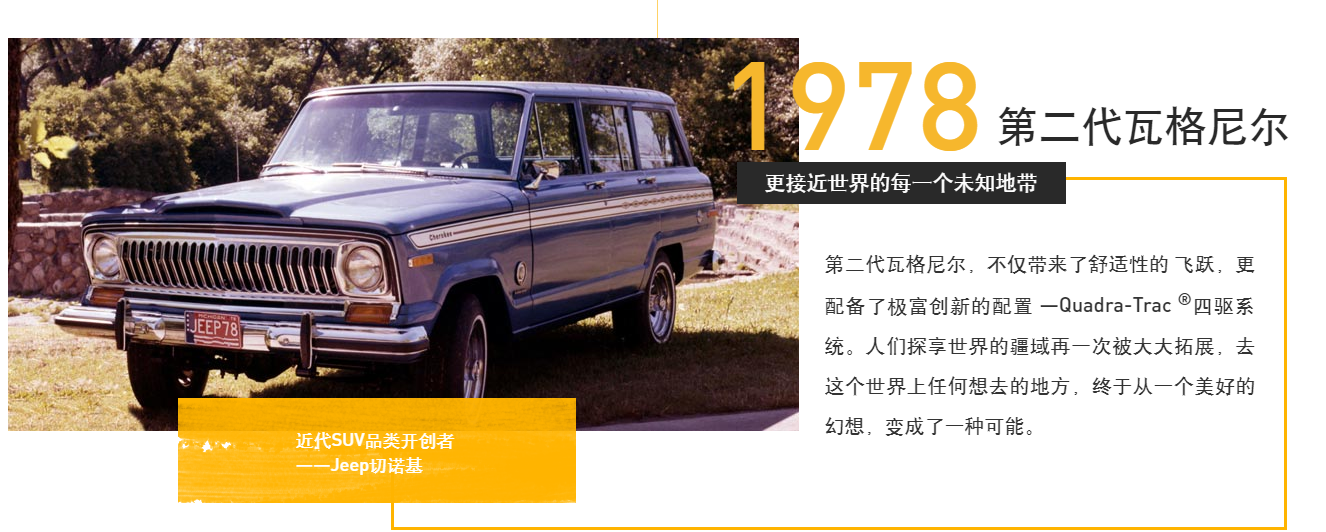 1978 第二代瓦格尼尔
更接近世界的每一个未知地带
第二代瓦格尼尔，不仅带来了舒适性的 飞跃，更
配备了极富创新的配置 —Quadra-Trac ®四驱系
统。人们探享世界的疆域再一次被大大拓展，去
这个世界上任何想去的地方，终于从一个美好的
幻想，变成了一种可能。
Cherokee
MICHIGAN 78
JEEP78
近代SUV品类开创者
——Jeep切诺基